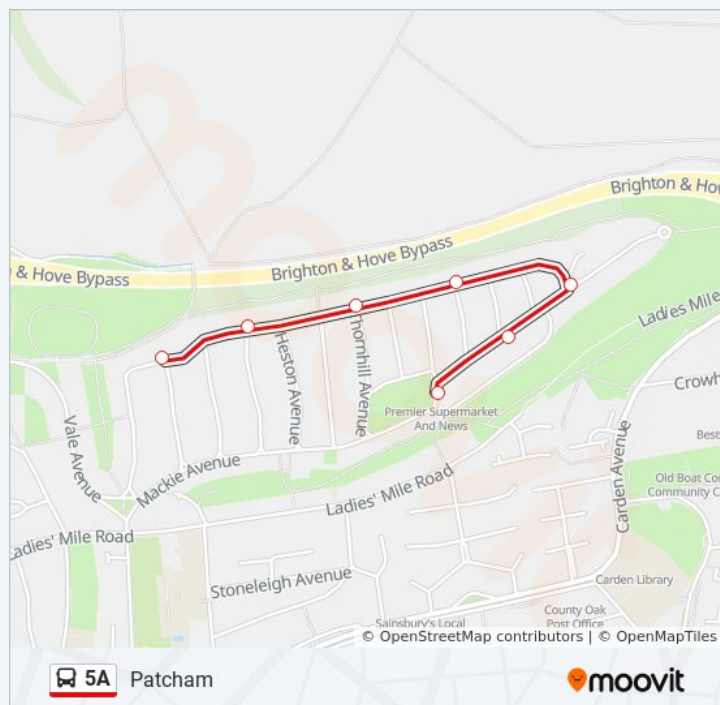 Brighton & Hove
Brighton & Hove Bypass
& Hove Bypass
Ladies Mile
Heston Avenue
Thornhill Avenue
Crowh
Premier Supermarket
And News
Vale Avenue
Mackie Avenue
Carden Avenue
Best
Ladies' Mile Road
Old Boat Co
Community C
Ladies' Mile Road
Stoneleigh Avenue
Carden Library
County Oak
Post Office
Sainsbury's Local
© OpenStreetMap contributors | © OpenMapTiles
5A Patcham
moovit